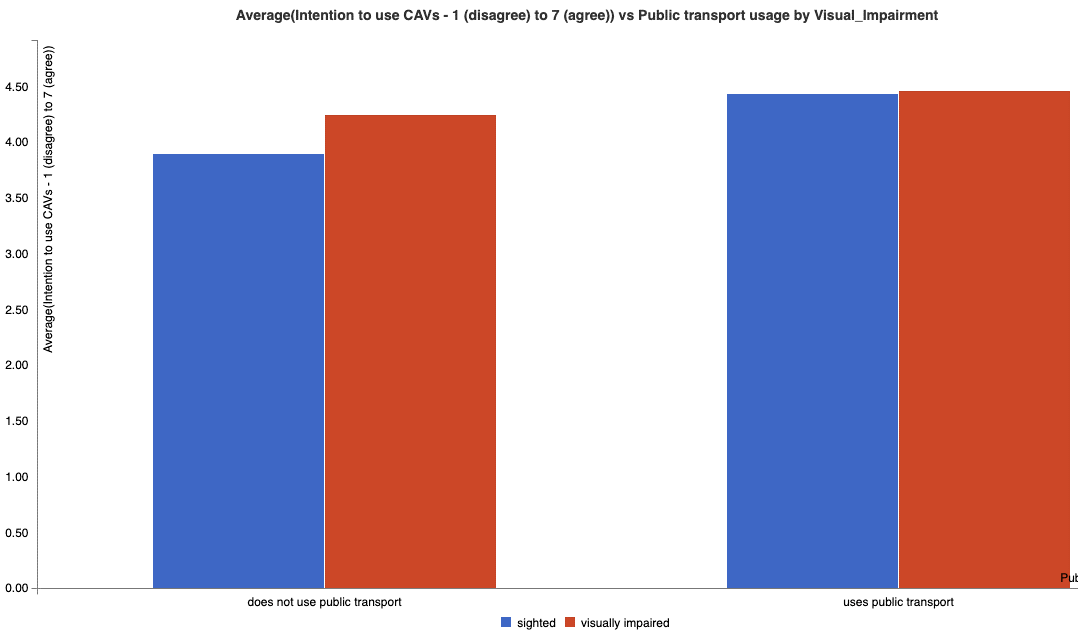 Average(Intention to use CAVs - 1 (disagree) to 7 (agree)) vs Public transport usage by Visual_Impairment
Average(Intention to use CAVs - 1 (disagree) to 7 (agree))
4.50
4.00
3.50
3.00
2.50
2.00
1.50
1.00
0.50
0.00
Pub
does not use public transport
uses public transport
sighted
visually impaired